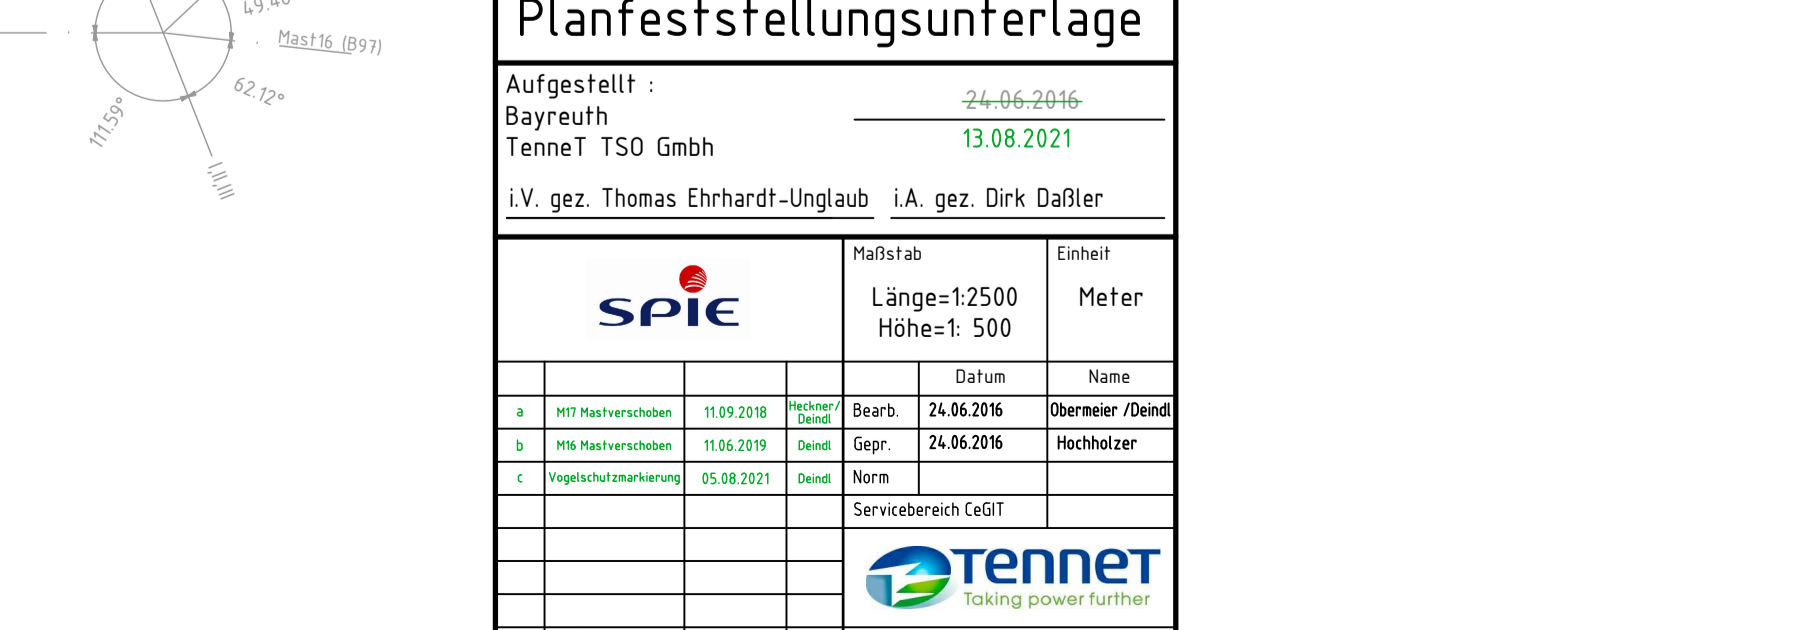 49.40
Mast16 (B97)
62.12°
111.59°
I,II,III
Planfeststellungsunterlage
Aufgestellt :
Bayreuth
TenneT TSO Gmbh
24.06.2016
13.08.2021
i.V. gez. Thomas Ehrhardt-Unglaub
i.A. gez. Dirk Daßler
SPIE
Maßstab
Länge=1:2500
Höhe=1: 500
Einheit
Meter
Datum Name
a M17 Mastverschoben 11.09.2018 Heckner/
Deindl
Bearb. 24.06.2016 Obermeier /Deindl
b M16 Mastverschoben 11.06.2019 Deindl
Gepr. 24.06.2016 Hochholzer
c Vogelschutzmarkierung 05.08.2021 Deindl
Norm
Servicebereich CeGIT
TenneT
Taking power further